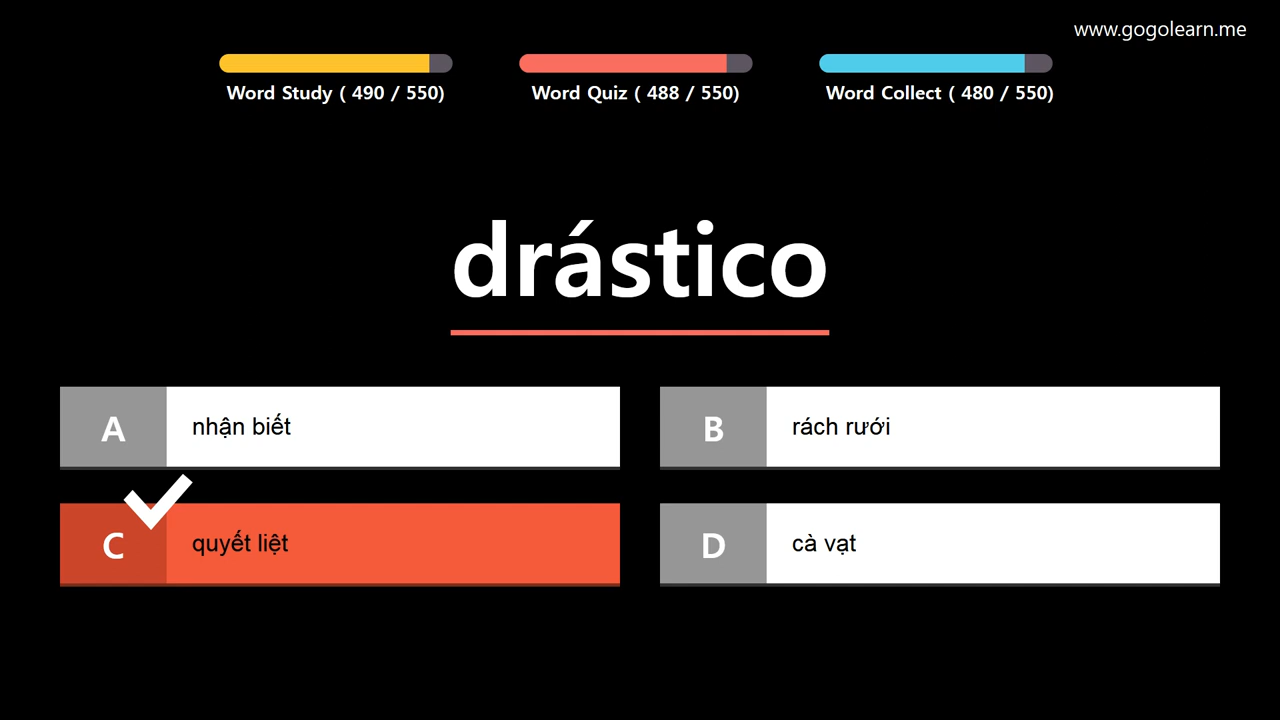 www.gogolearn.me
Word Study ( 490 / 550)
Word Quiz ( 488 / 550)
Word Collect ( 480 / 550)
drástico
A
nhận biết
B
rách rưới
C
quyết liệt
D
cà vạt